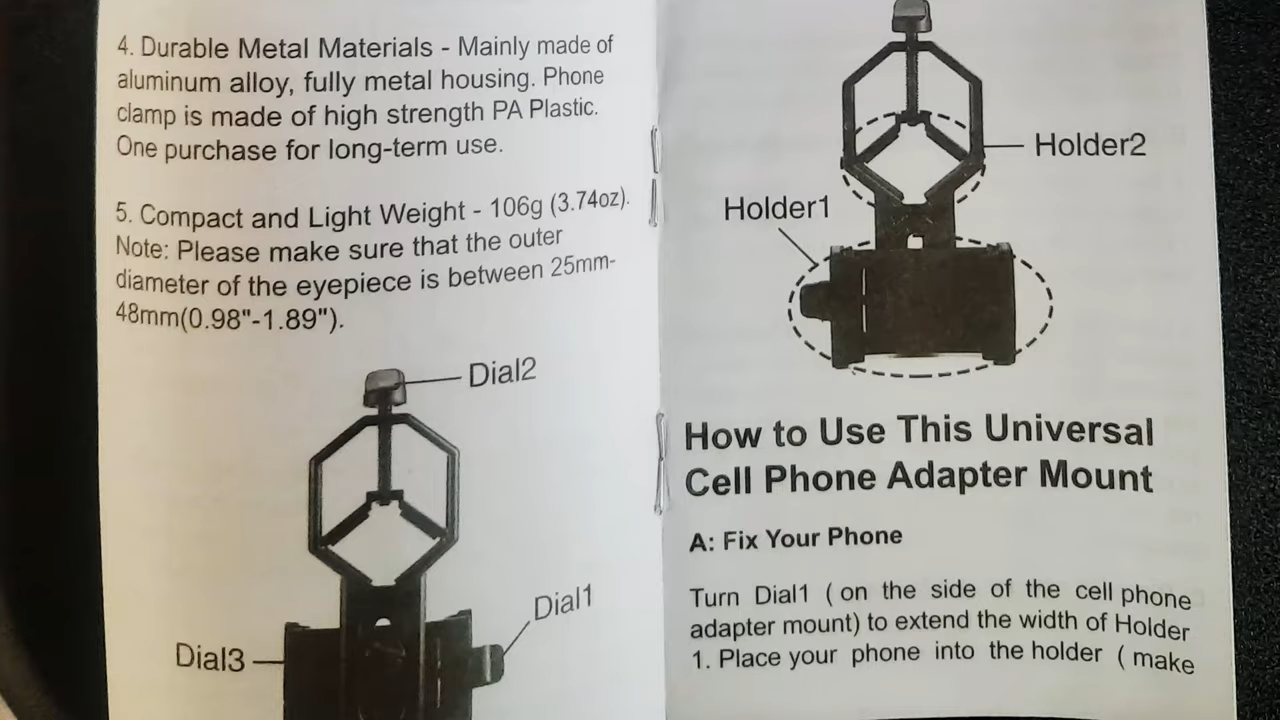 4. Durable Metal Materials - Mainly made of
aluminum alloy, fully metal housing. Phone
clamp is made of high strength PA Plastic.
One purchase for long-term use.
5. Compact and Light Weight - 106g (3.74oz).
Note: Please make sure that the outer
diameter of the eyepiece is between 25mm-
48mm(0.98"-1.89").
Dial2
Dial1
Dial3
Holder2
Holder1
How to Use This Universal
Cell Phone Adapter Mount
A: Fix Your Phone
Turn Dial1 ( on the side of the cell phone
adapter mount) to extend the width of Holder
1. Place your phone into the holder ( make